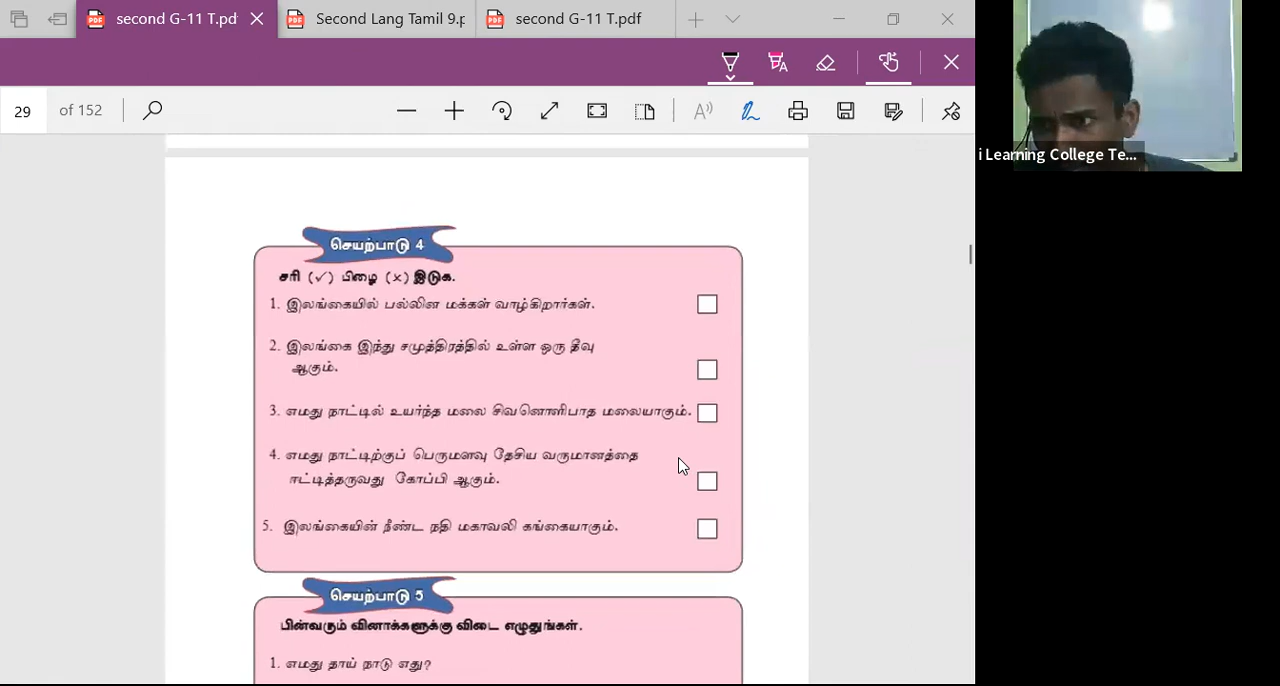 second G-11 T.pd
Second Lang Tamil 9.p
second G-11 T.pdf
29 of 152
i Learning College Te...
செயற்பாடு 4
சரி (✓) பிழை (×) இடுக.
1. இலங்கையில் பல்லின மக்கள் வாழ்கிறார்கள்.
2. இலங்கை இந்து சமுத்திரத்தில் உள்ள ஒரு தீவு
ஆகும்.
3. எமது நாட்டில் உயர்ந்த மலை சிவனொளிபாத மலையாகும்.
4. எமது நாட்டிற்குப் பெருமளவு தேசிய வருமானத்தை
ஈட்டித்தருவது கோப்பி ஆகும்.
5. இலங்கையின் நீண்ட நதி மகாவலி கங்கையாகும்.
செயற்பாடு 5
பின்வரும் வினாக்களுக்கு விடை எழுதுங்கள்.
1. எமது தாய் நாடு எது?